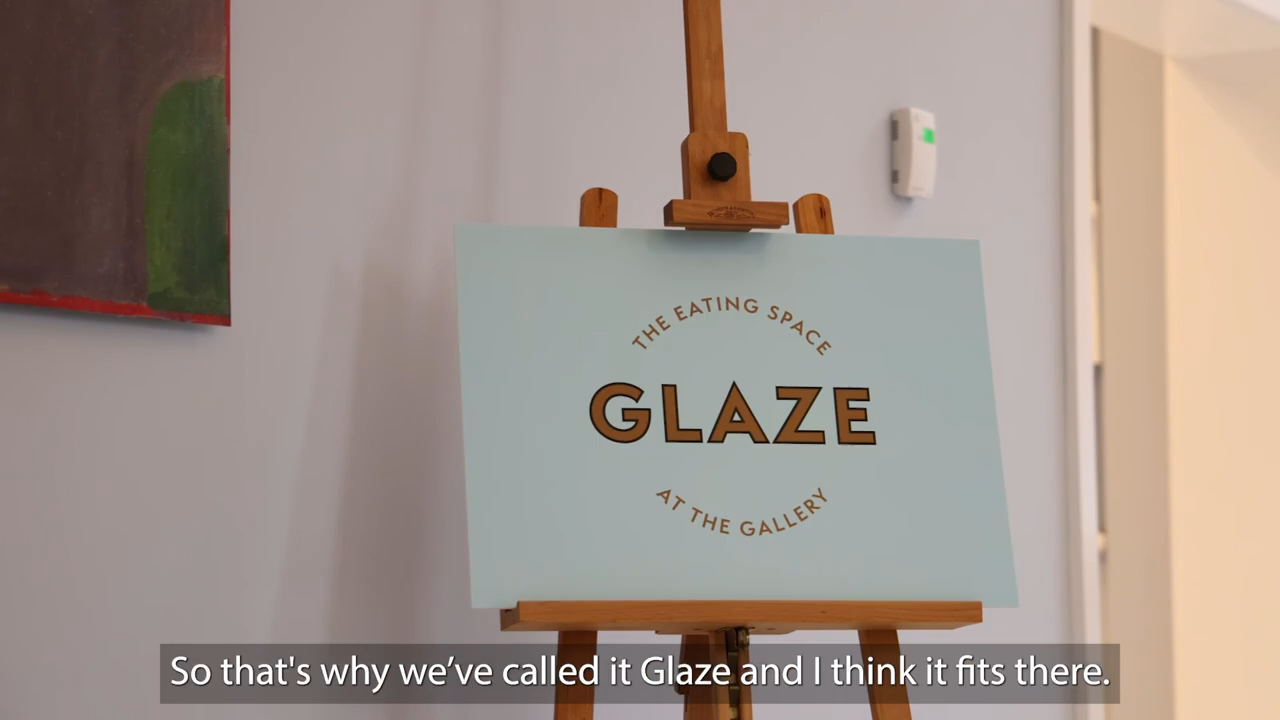 THE EATING SPACE
GLAZE
AT THE GALLERY
So that's why we’ve called it Glaze and I think it fits there.